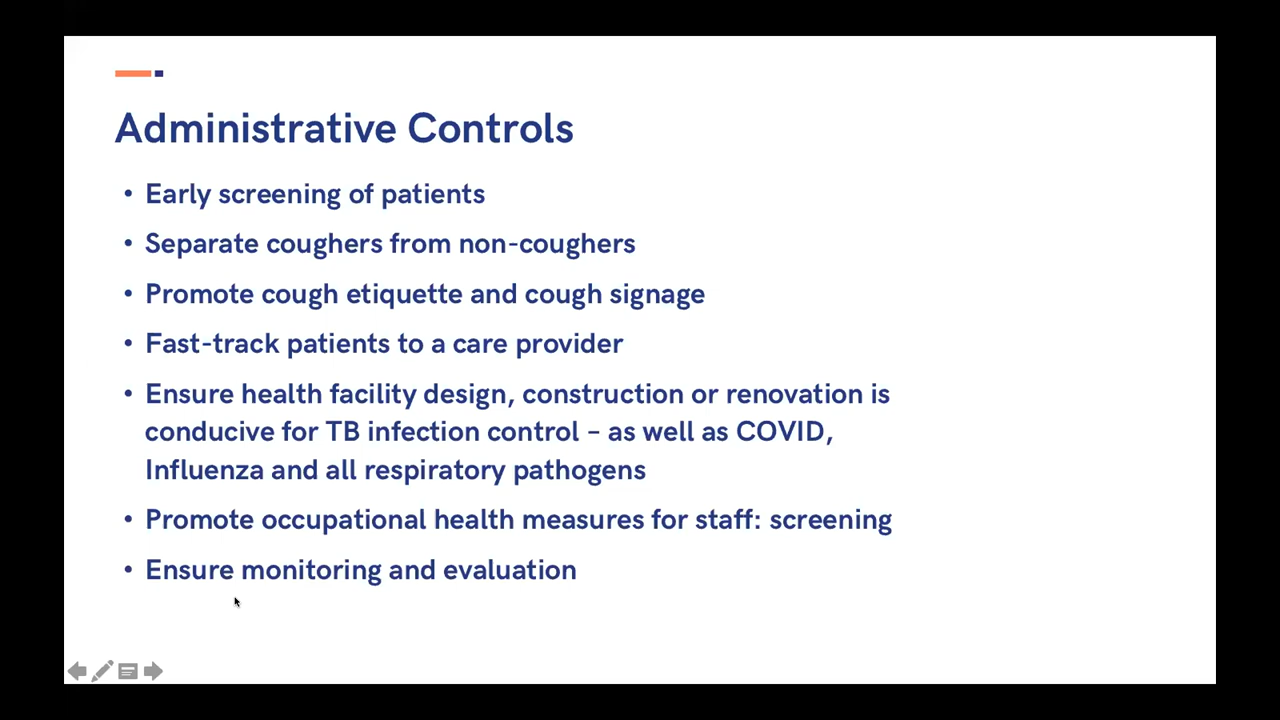 Administrative Controls
• Early screening of patients
• Separate coughers from non-coughers
• Promote cough etiquette and cough signage
• Fast-track patients to a care provider
• Ensure health facility design, construction or renovation is
conducive for TB infection control – as well as COVID,
Influenza and all respiratory pathogens
• Promote occupational health measures for staff: screening
• Ensure monitoring and evaluation